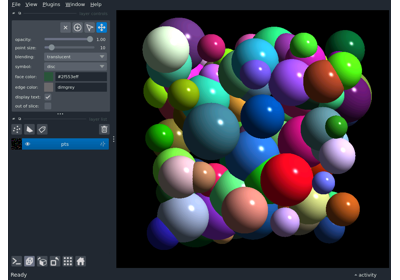 File View Plugins Window Help
opacity: 1.00
point size: 10
blending: translucent
symbol: disc
face color: #2f553eff
edge color: dimgrey
display text:
out of slice:
pts
Ready
activity